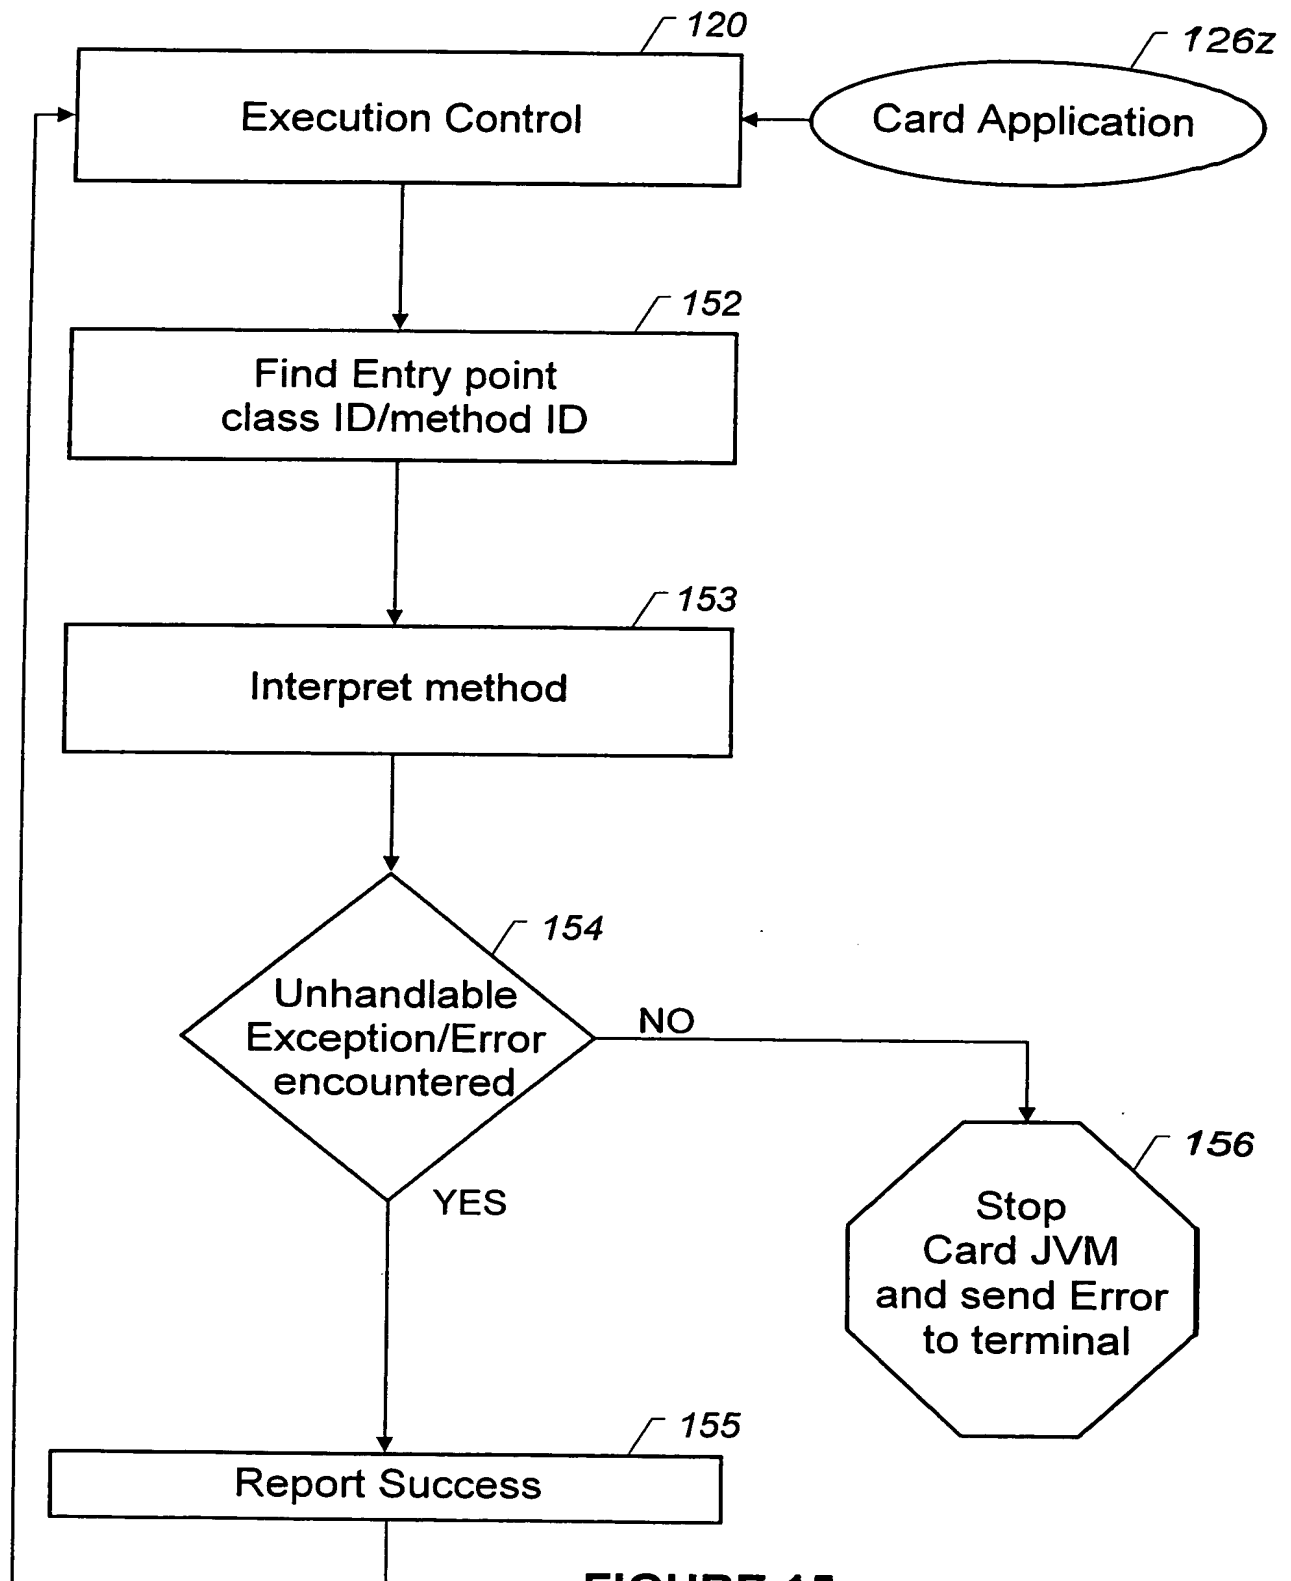 120
126z
Execution Control
Card Application
152
Find Entry point
class ID/method ID
153
Interpret method
154
Unhandlable
Exception/Error
encountered
NO
YES
156
Stop
Card JVM
and send Error
to terminal
155
Report Success